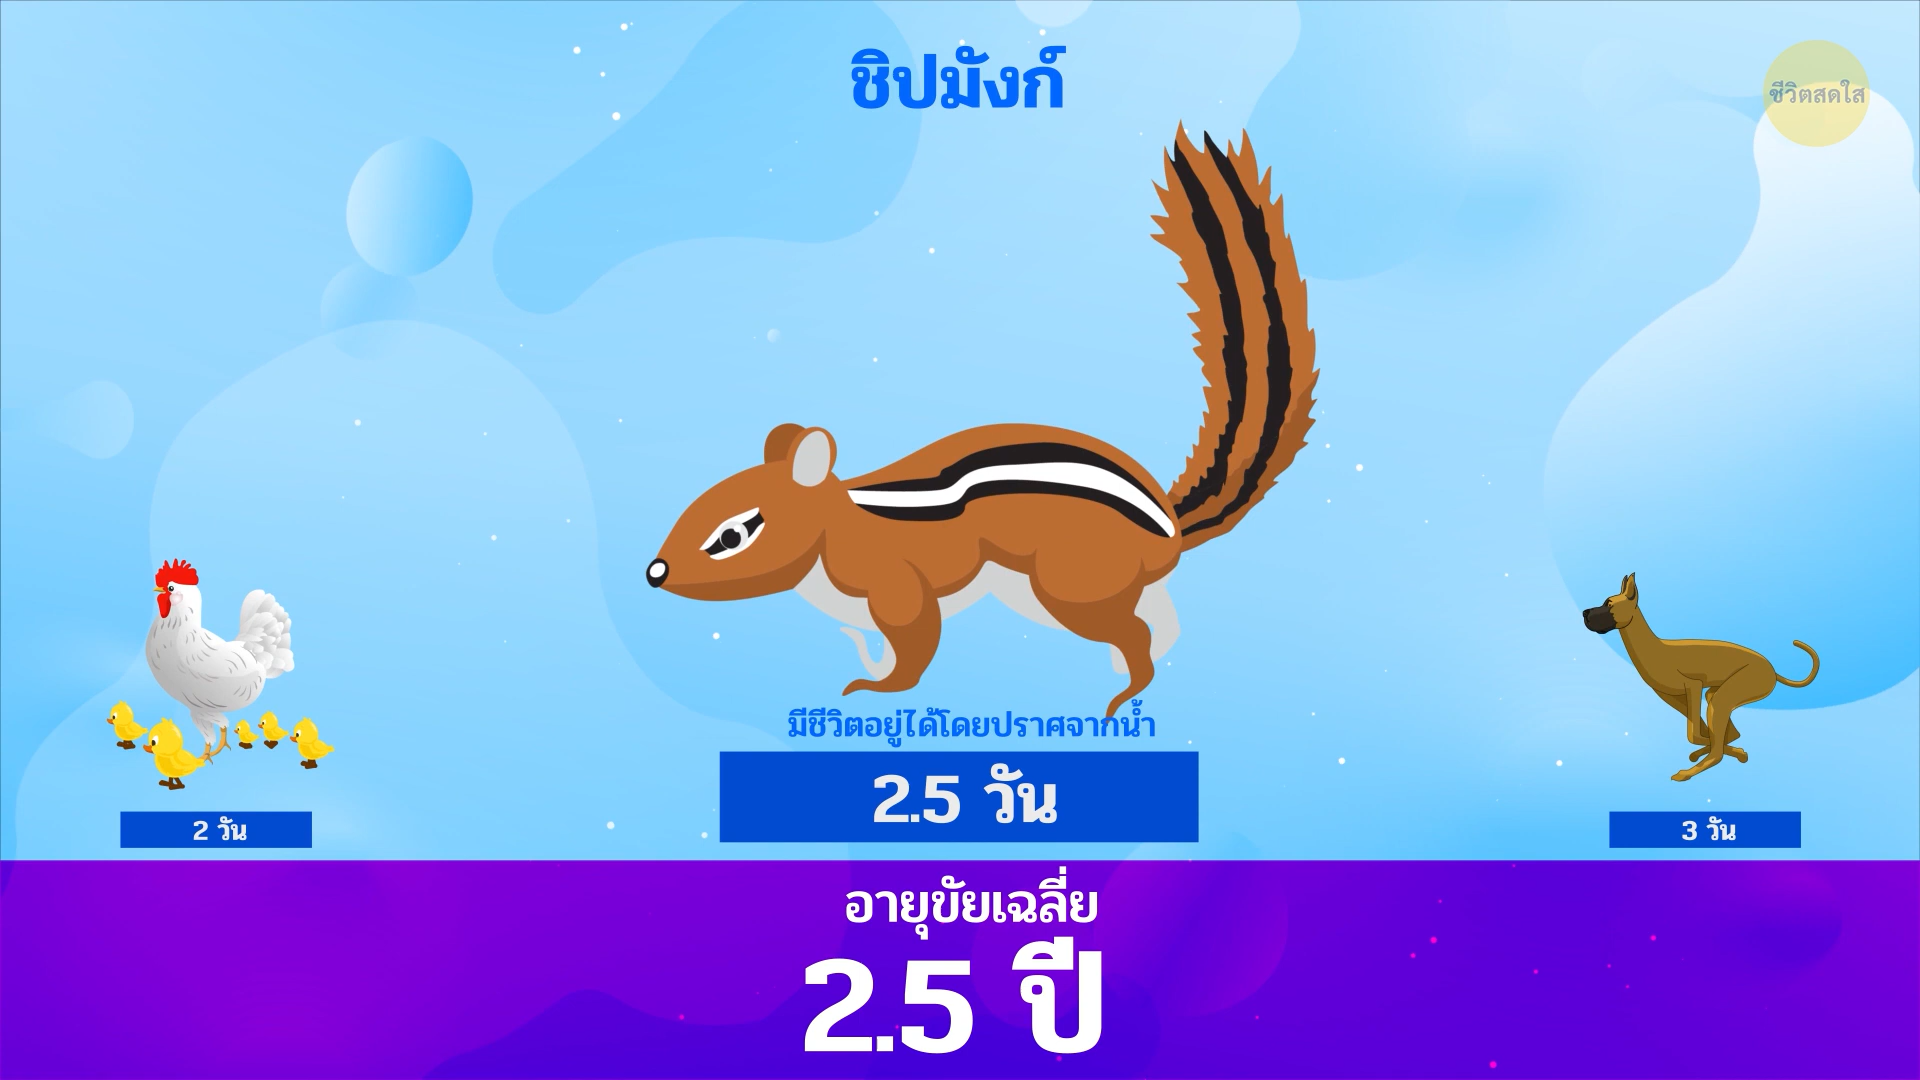 ชิปมังก์
ชีวิตสดใส
มีชีวิตอยู่ได้โดยปราศจากน้ำ
2.5 วัน
2 วัน
3 วัน
อายุขัยเฉลี่ย
2.5 ปี